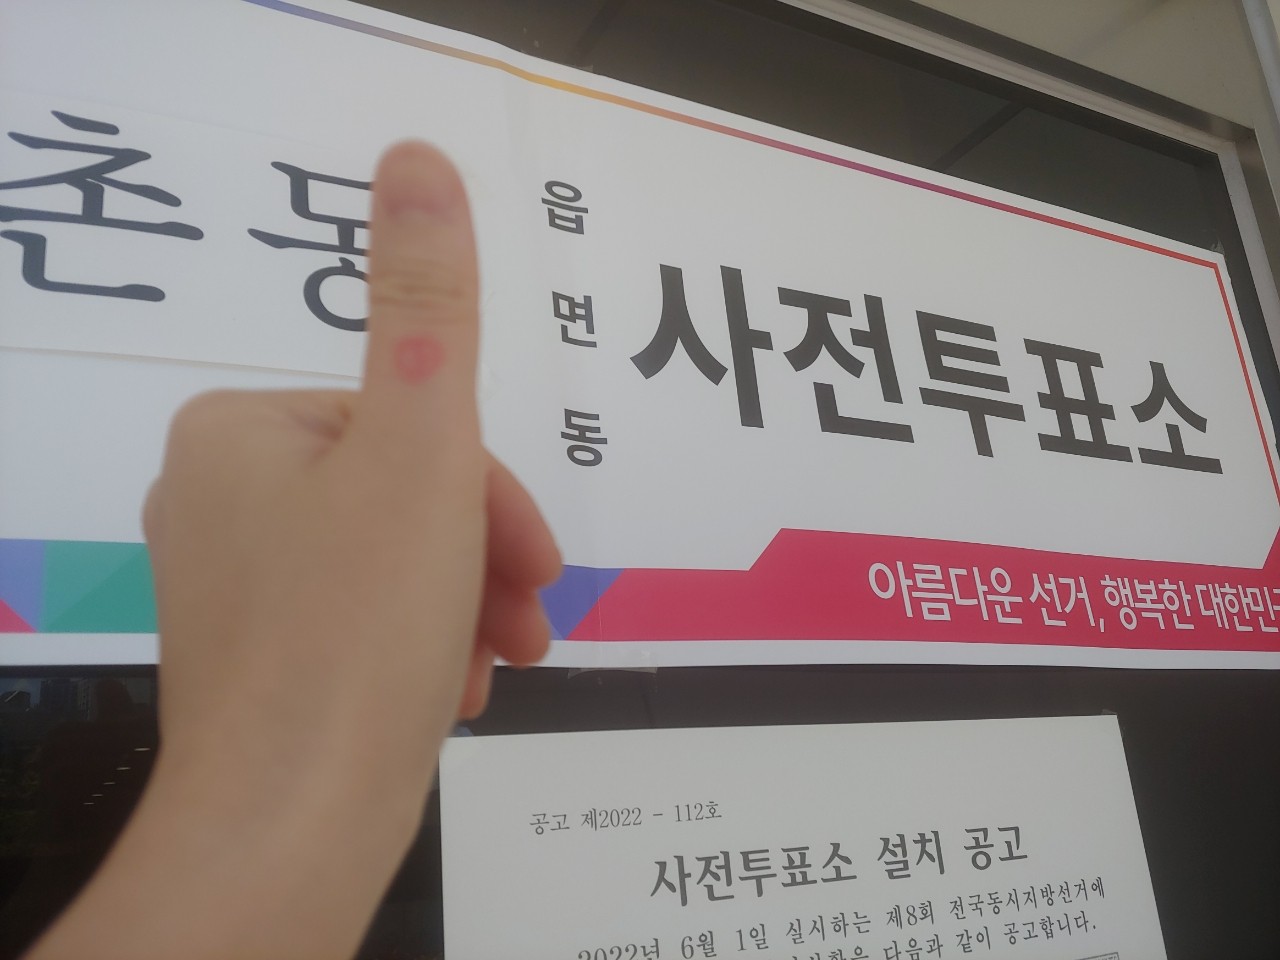 촌동
읍면동
사전투표소
아름다운 선거, 행복한 대한민
공고 제2022 - 112호
사전투표소 설치 공고
2022년 6월 1일 실시하는 제8회 전국동시지방선거에
다음과 같이 공고합니다.